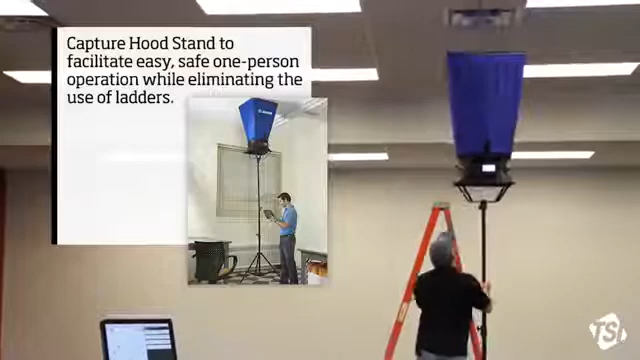 Capture Hood Stand to
facilitate easy, safe one-person
operation while eliminating the
use of ladders.
TSI